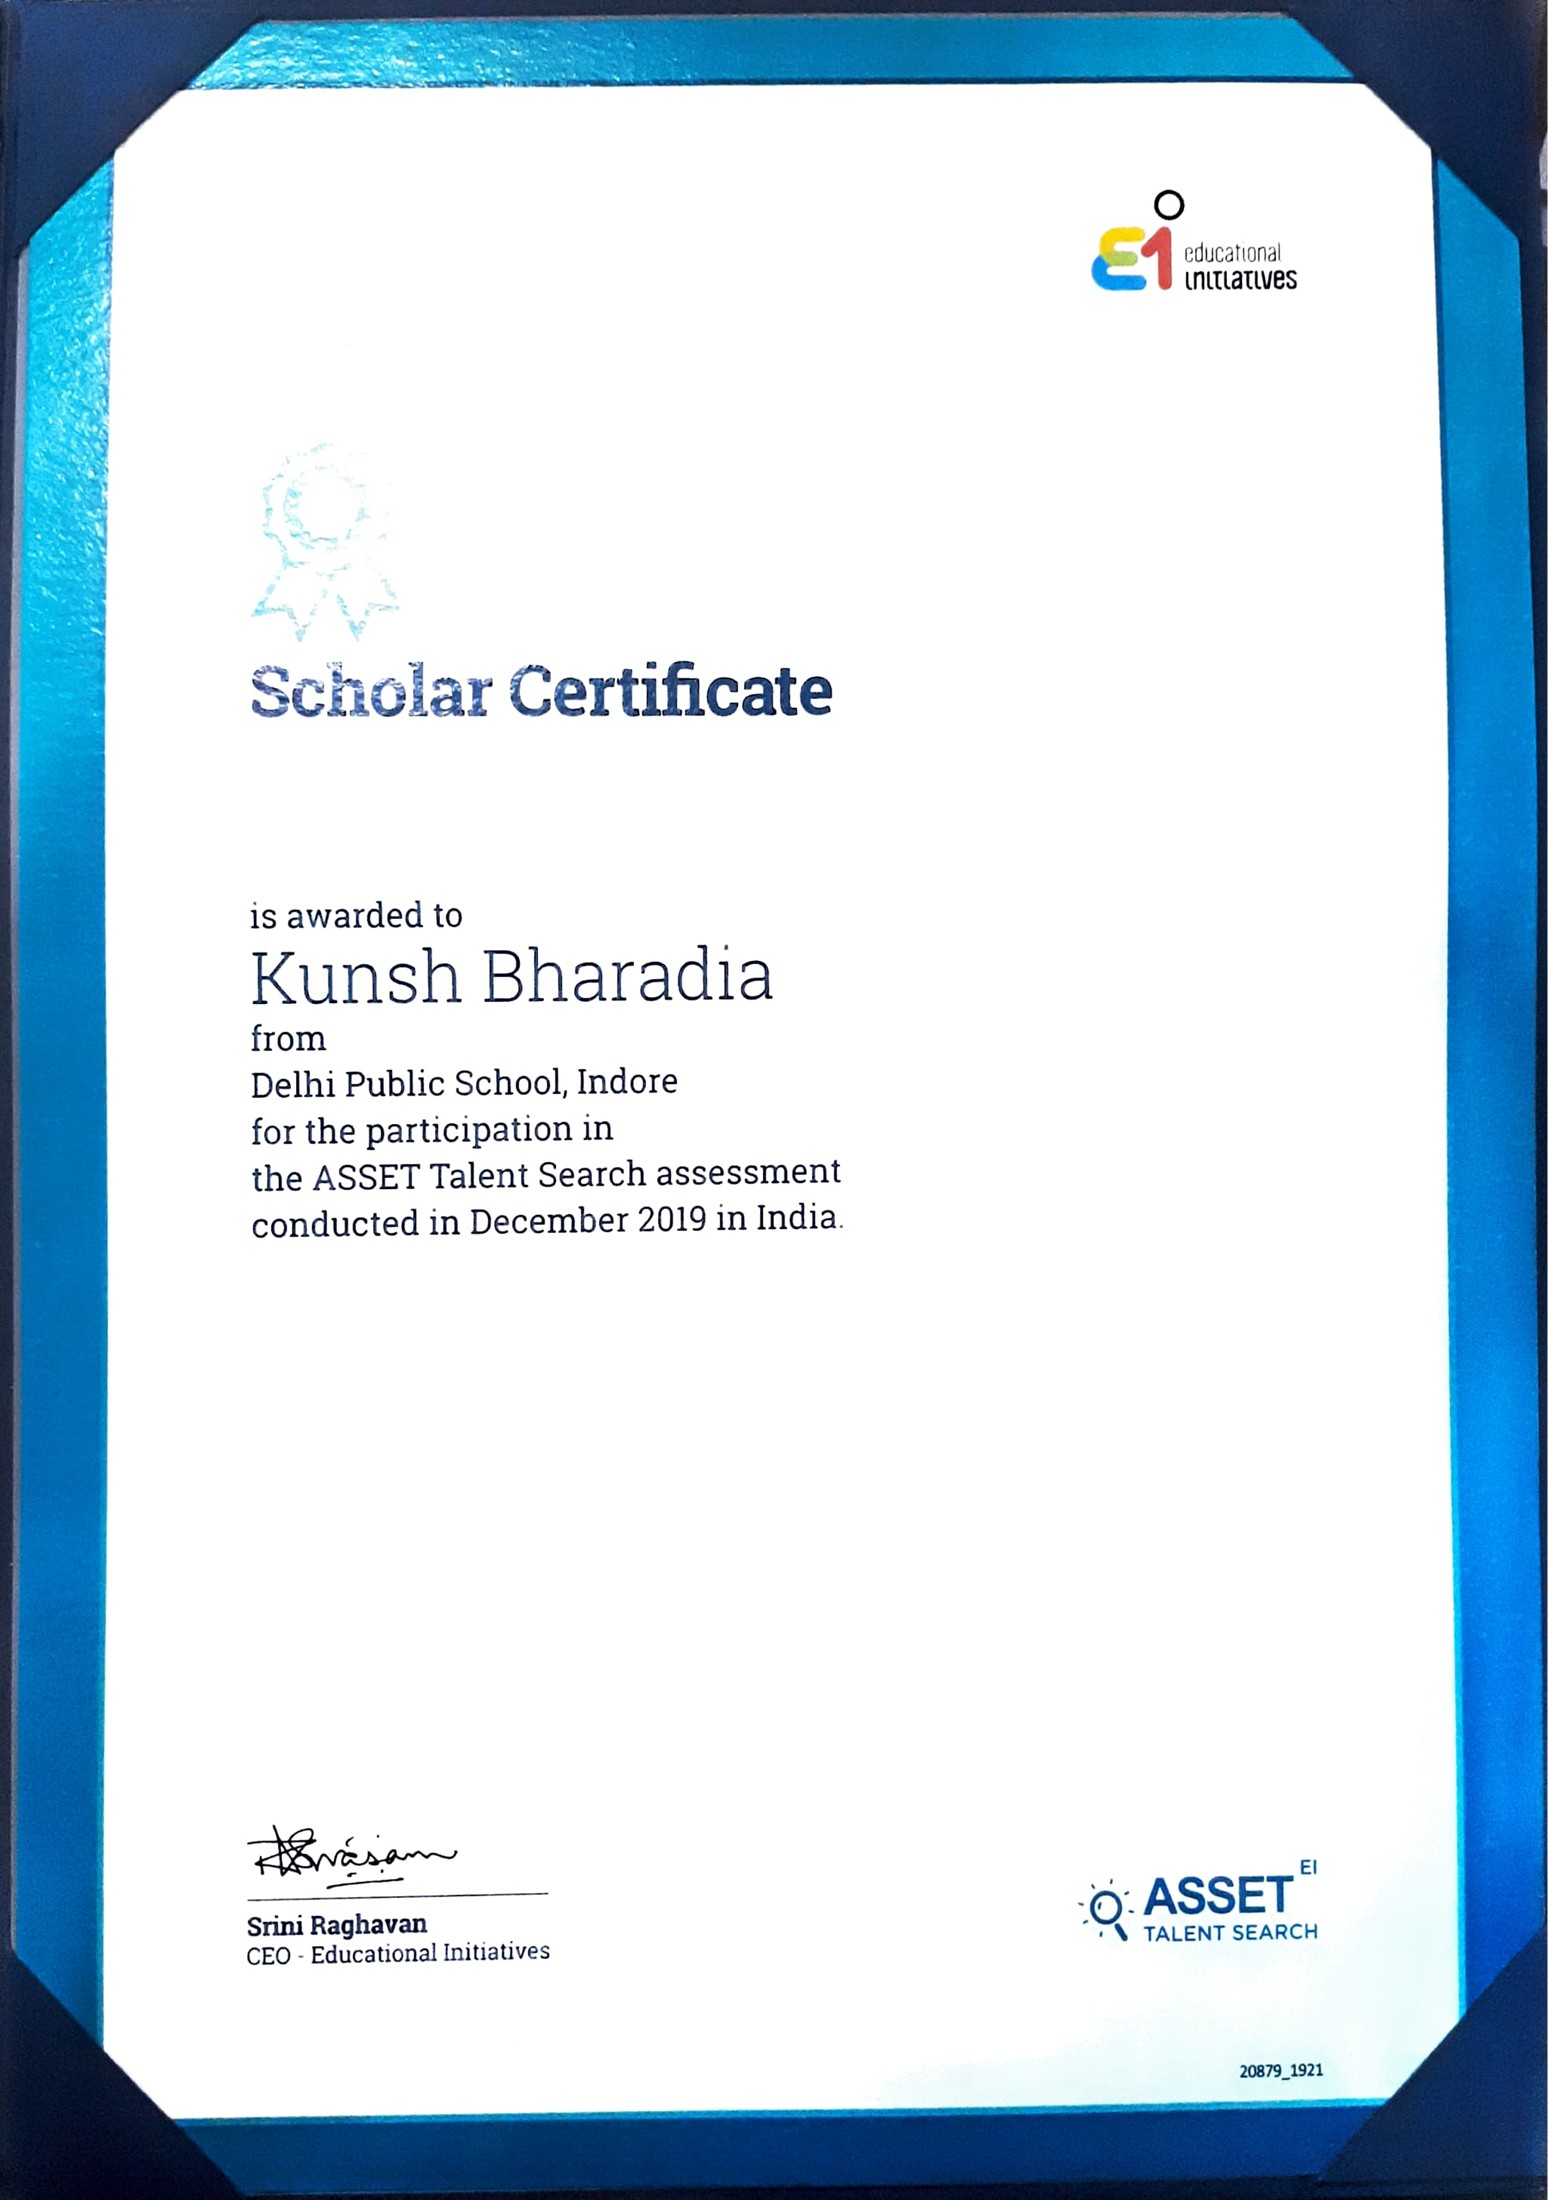 educational
initiatives
Scholar Certificate
is awarded to
Kunsh Bharadia
from
Delhi Public School, Indore
for the participation in
the ASSET Talent Search assessment
conducted in December 2019 in India.
Srini Raghavan
CEO - Educational Initiatives
ASSET EI
TALENT SEARCH
20879_1921